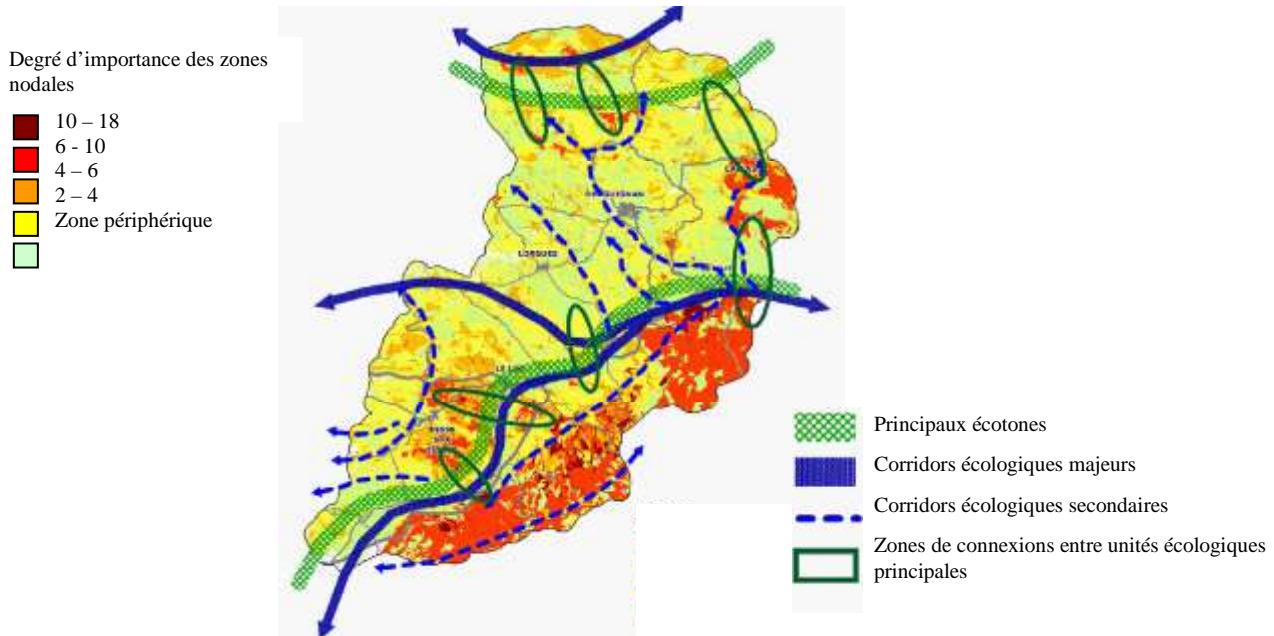 Degré d’importance des zones
nodales
10 – 18
6 - 10
4 – 6
2 – 4
Zone périphérique
LORGUES
LE LUC
Principaux écotones
Corridors écologiques majeurs
Corridors écologiques secondaires
Zones de connexions entre unités écologiques
principales